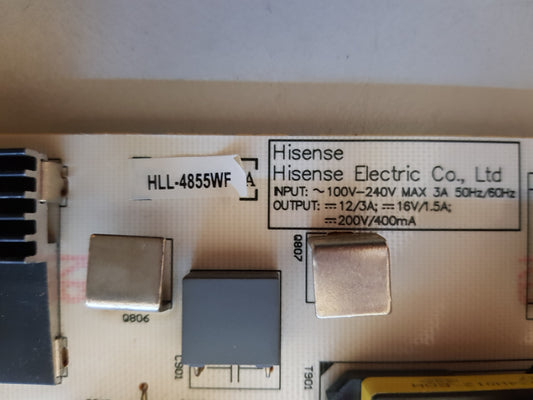 Hisense
Hisense Electric Co., Ltd
HLL-4855WF A
INPUT: ~100V-240V MAX 3A 50Hz/60Hz
OUTPUT: ⎓12/3A; ⎓16V/1.5A;
⎓200V/400mA
Q807
Q806
C901
T901